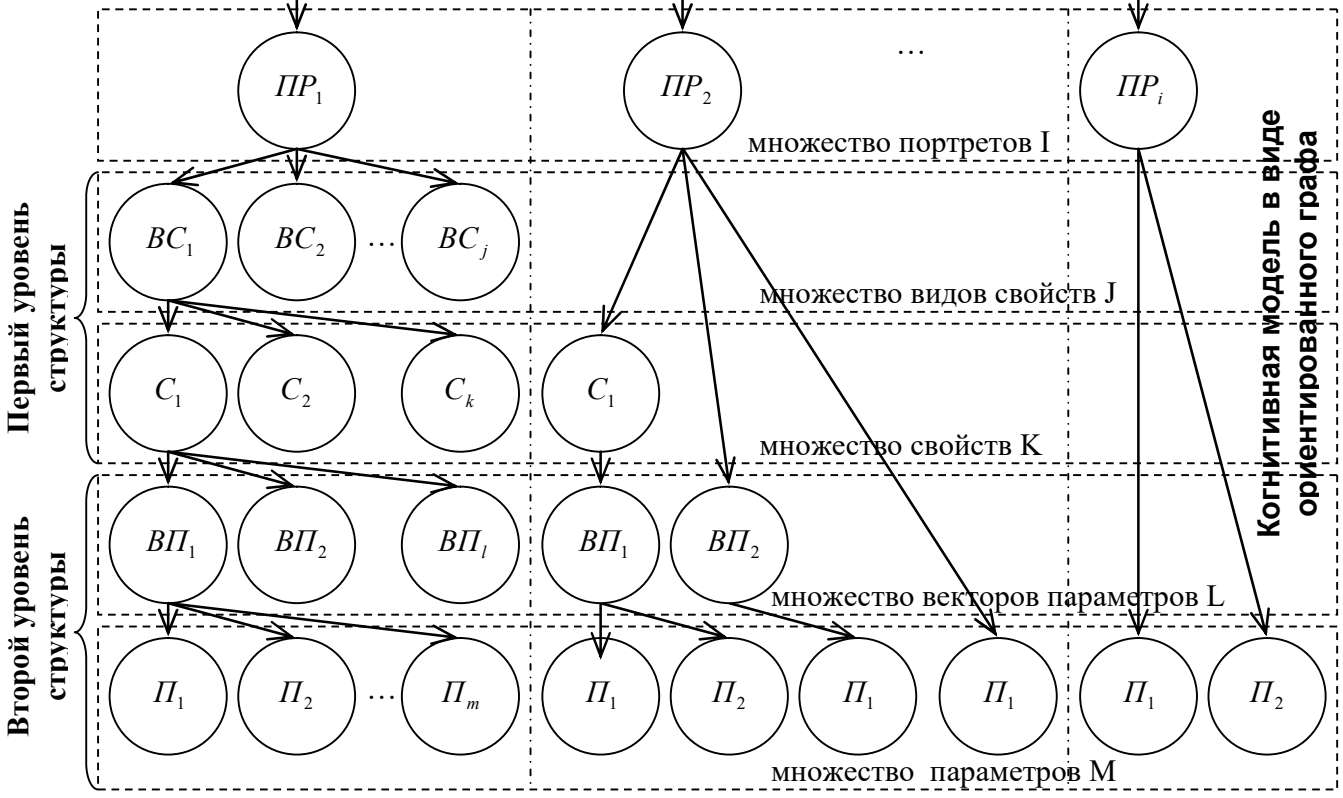 …
ПР1 ПР2 ПРi
множество портретов I
ВС1 ВС2 … ВСj
множество видов свойств J
С1 С2 Сk С1
множество свойств K
ВП1 ВП2 ВПl ВП1 ВП2
множество векторов параметров L
П1 П2 … Пm П1 П2 П1 П1 П1 П2
множество параметров M
Первый уровень
структуры
Второй уровень
структуры
Когнитивная модель в виде
ориентированного графа